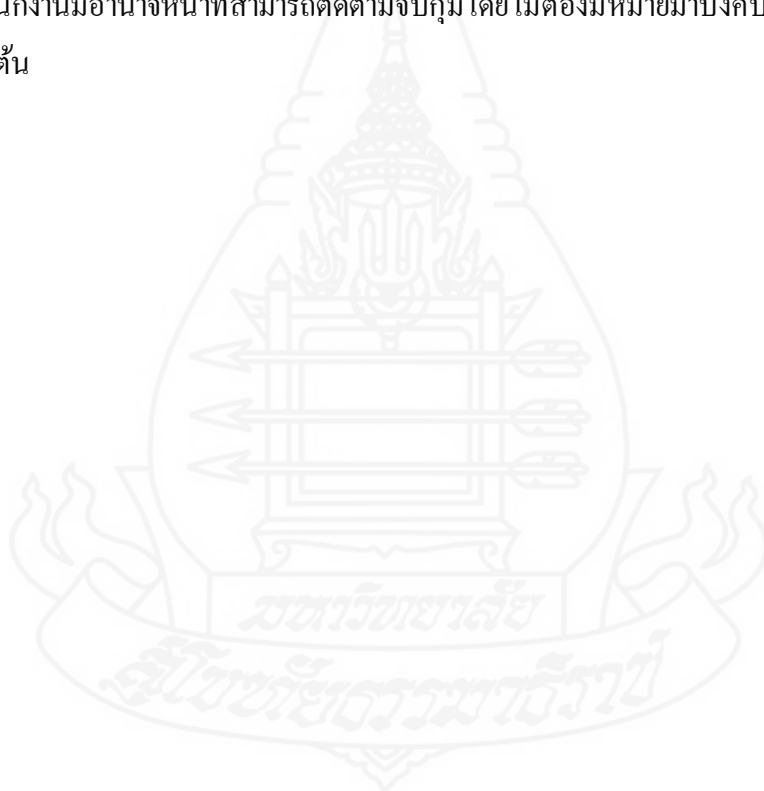 นักงานมีอำนาจหน้าที่สามารถติดตามจับกุมโดยไม่ต้องมีหมายมาบังคับ
ต้น
มหาวิทยาลัย
สุโขทัยธรรมาธิราช